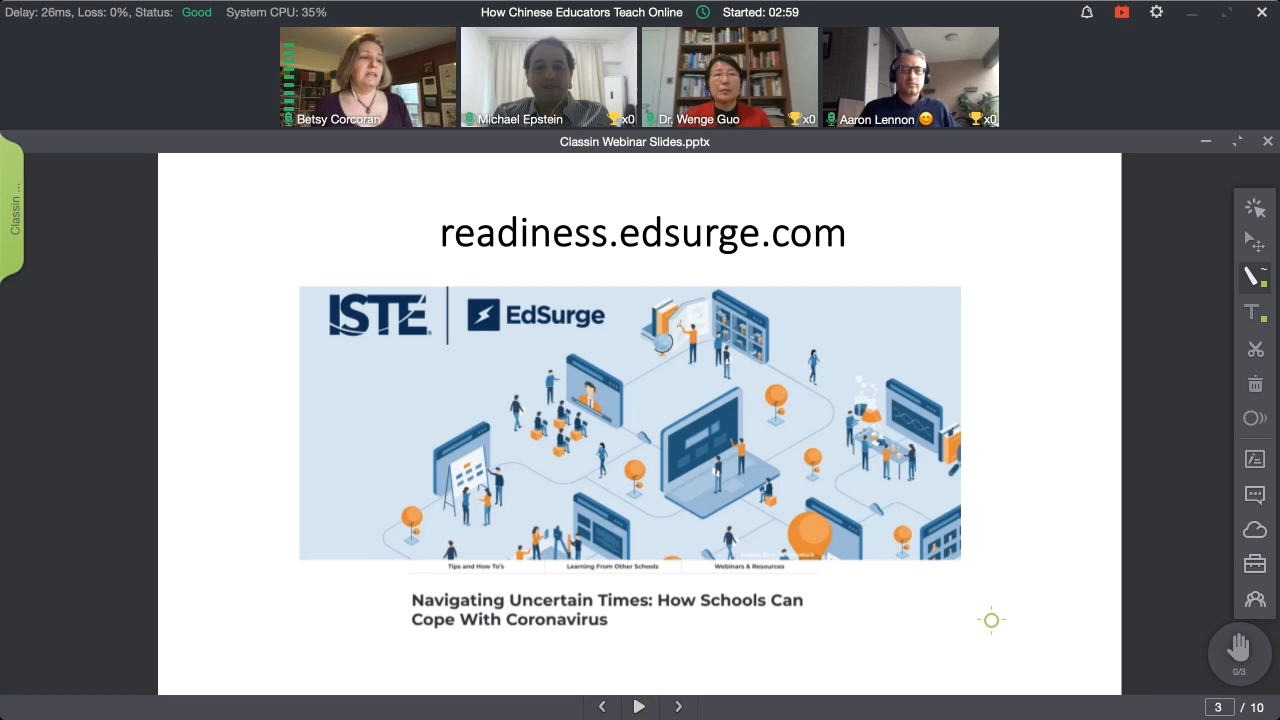 Delay: 26ms, Loss: 0%, Status: Good System CPU: 35% How Chinese Educators Teach Online Started: 02:59
Betsy Corcoran Michael Epstein x0 Dr. Wenge Guo x0 Aaron Lennon x0
Classin Webinar Slides.pptx
Classin ...
readiness.edsurge.com
ISTE EdSurge
Tips and How To's Learning From Other Schools Webinars & Resources
Navigating Uncertain Times: How Schools Can
Cope With Coronavirus
0/3
3 / 10